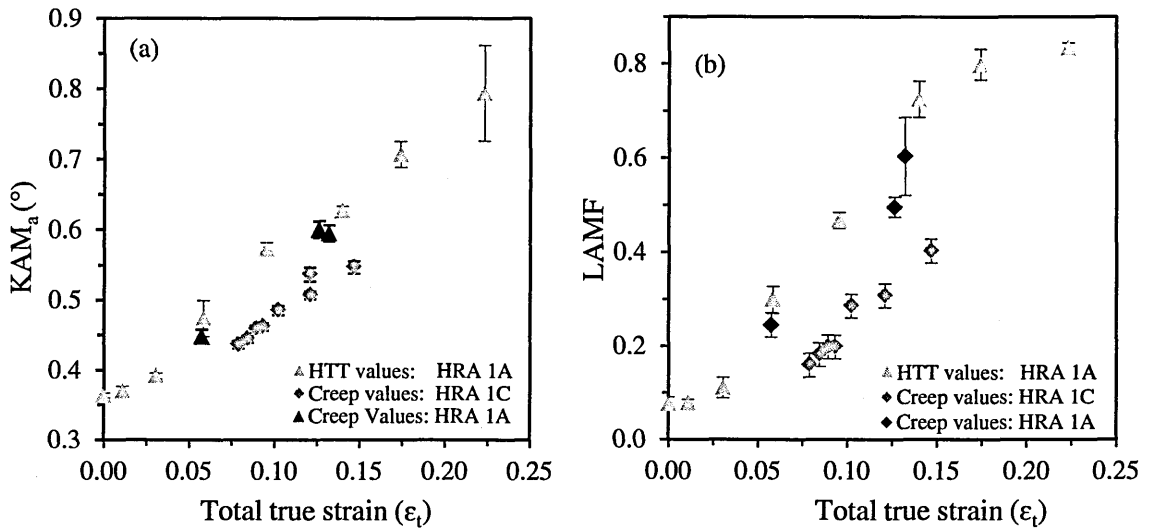 0.9
0.8
0.7
0.6
0.5
0.4
0.3
KAMₐ (°)
(a)
HTT values: HRA 1A
Creep values: HRA 1C
Creep Values: HRA 1A
0.00 0.05 0.10 0.15 0.20 0.25
Total true strain (εₜ)
0.8
0.6
0.4
0.2
0.0
LAMF
(b)
HTT values: HRA 1A
Creep values: HRA 1C
Creep values: HRA 1A
0.00 0.05 0.10 0.15 0.20 0.25
Total true strain (εₜ)